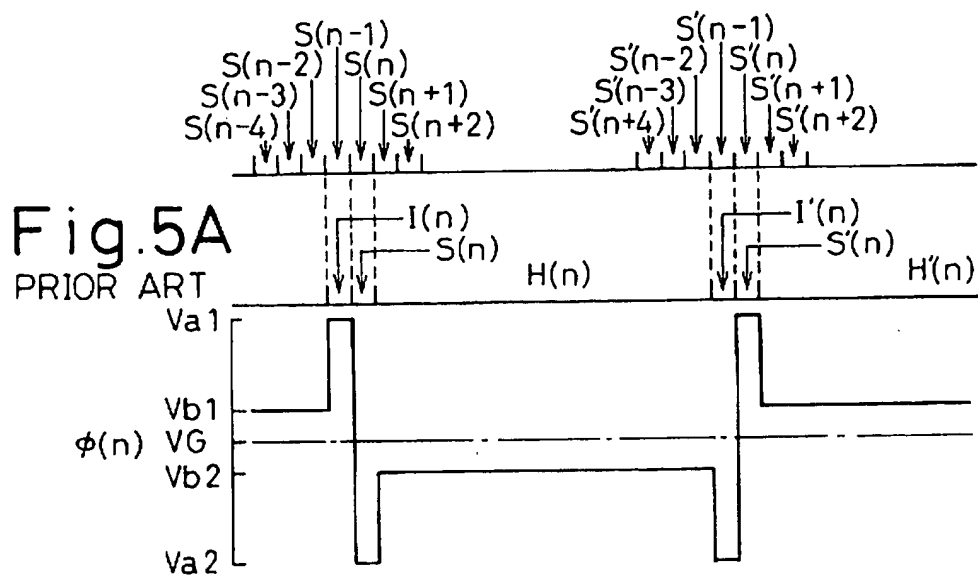 S(n-1)
S(n-2) S(n)
S(n-3) S(n+1)
S(n-4) S(n+2)
S'(n-1)
S'(n-2) S'(n)
S'(n-3) S'(n+1)
S'(n+4) S'(n+2)
Fig.5A
PRIOR ART
I(n)
S(n)
H(n)
I'(n)
S'(n)
H'(n)
Va1
Vb1
ϕ(n) VG
Vb2
Va2